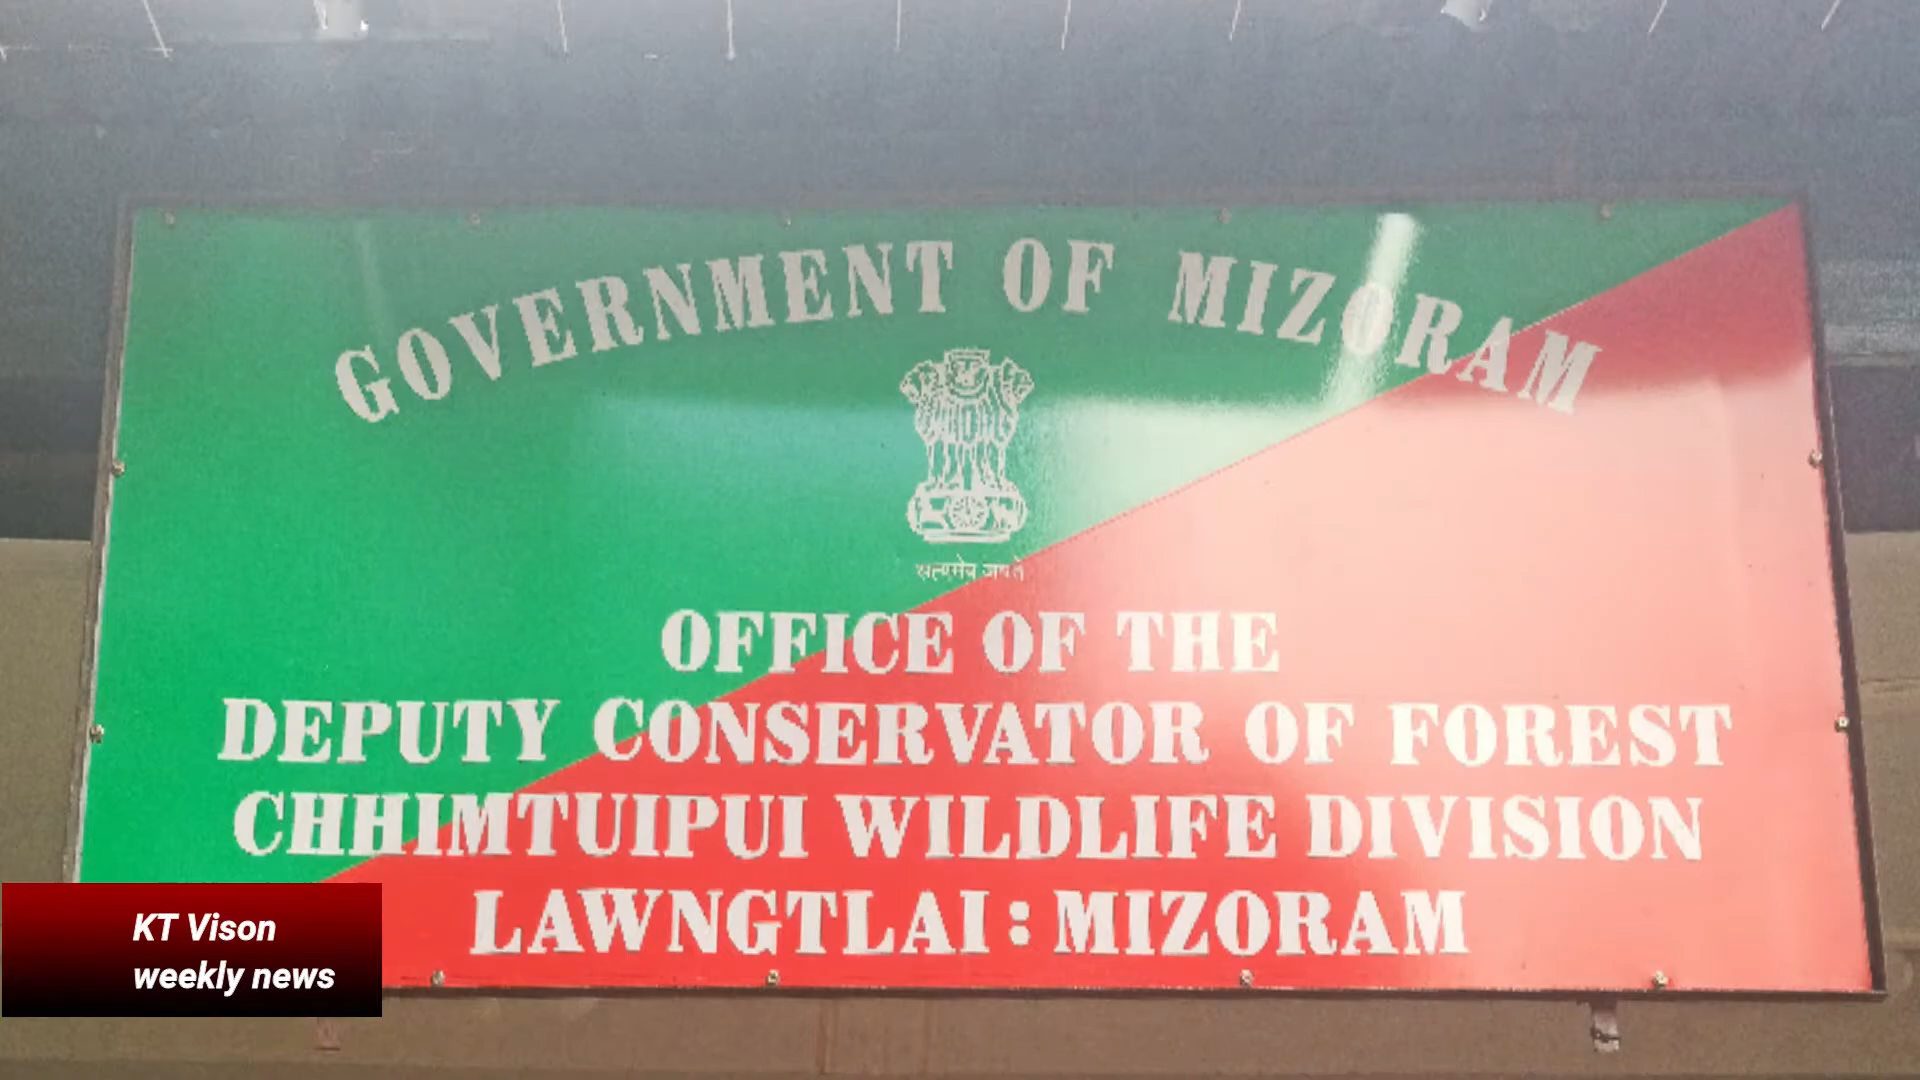 GOVERNMENT OF MIZORAM
सत्यमेव जयते
OFFICE OF THE
DEPUTY CONSERVATOR OF FOREST
CHHIMTUIPUI WILDLIFE DIVISION
LAWNGTLAI : MIZORAM
KT Vison
weekly news